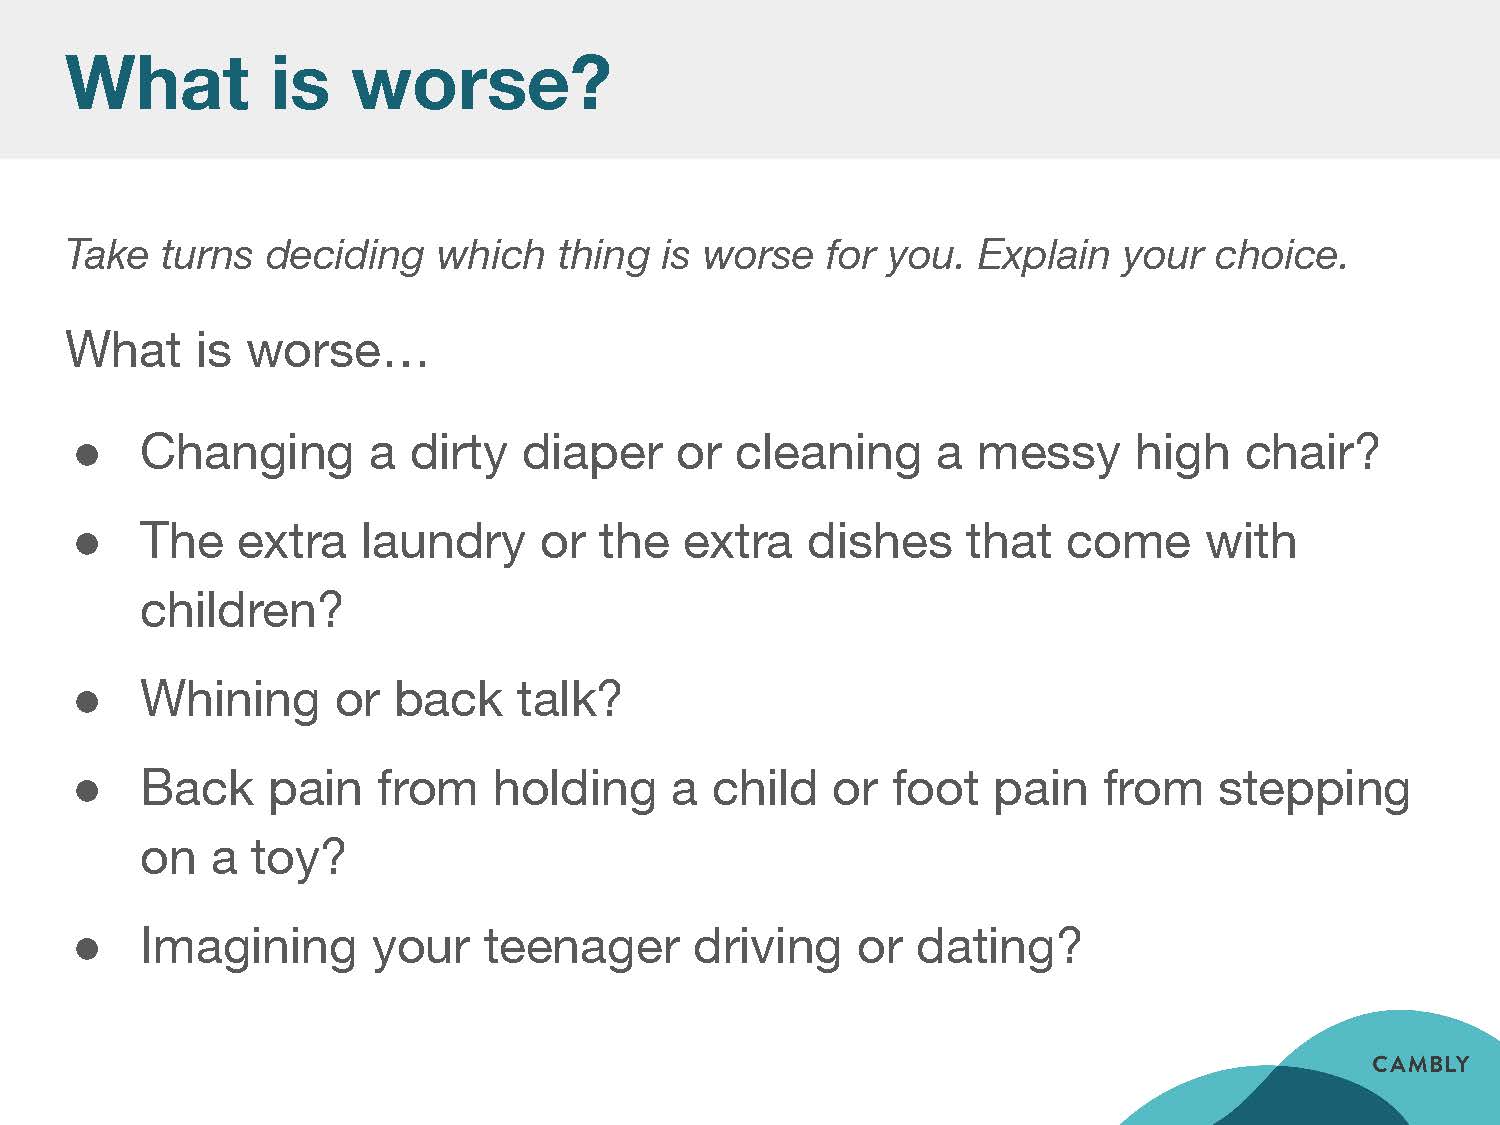 What is worse?
Take turns deciding which thing is worse for you. Explain your choice.
What is worse…
● Changing a dirty diaper or cleaning a messy high chair?
● The extra laundry or the extra dishes that come with
children?
● Whining or back talk?
● Back pain from holding a child or foot pain from stepping
on a toy?
● Imagining your teenager driving or dating?
CAMBLY